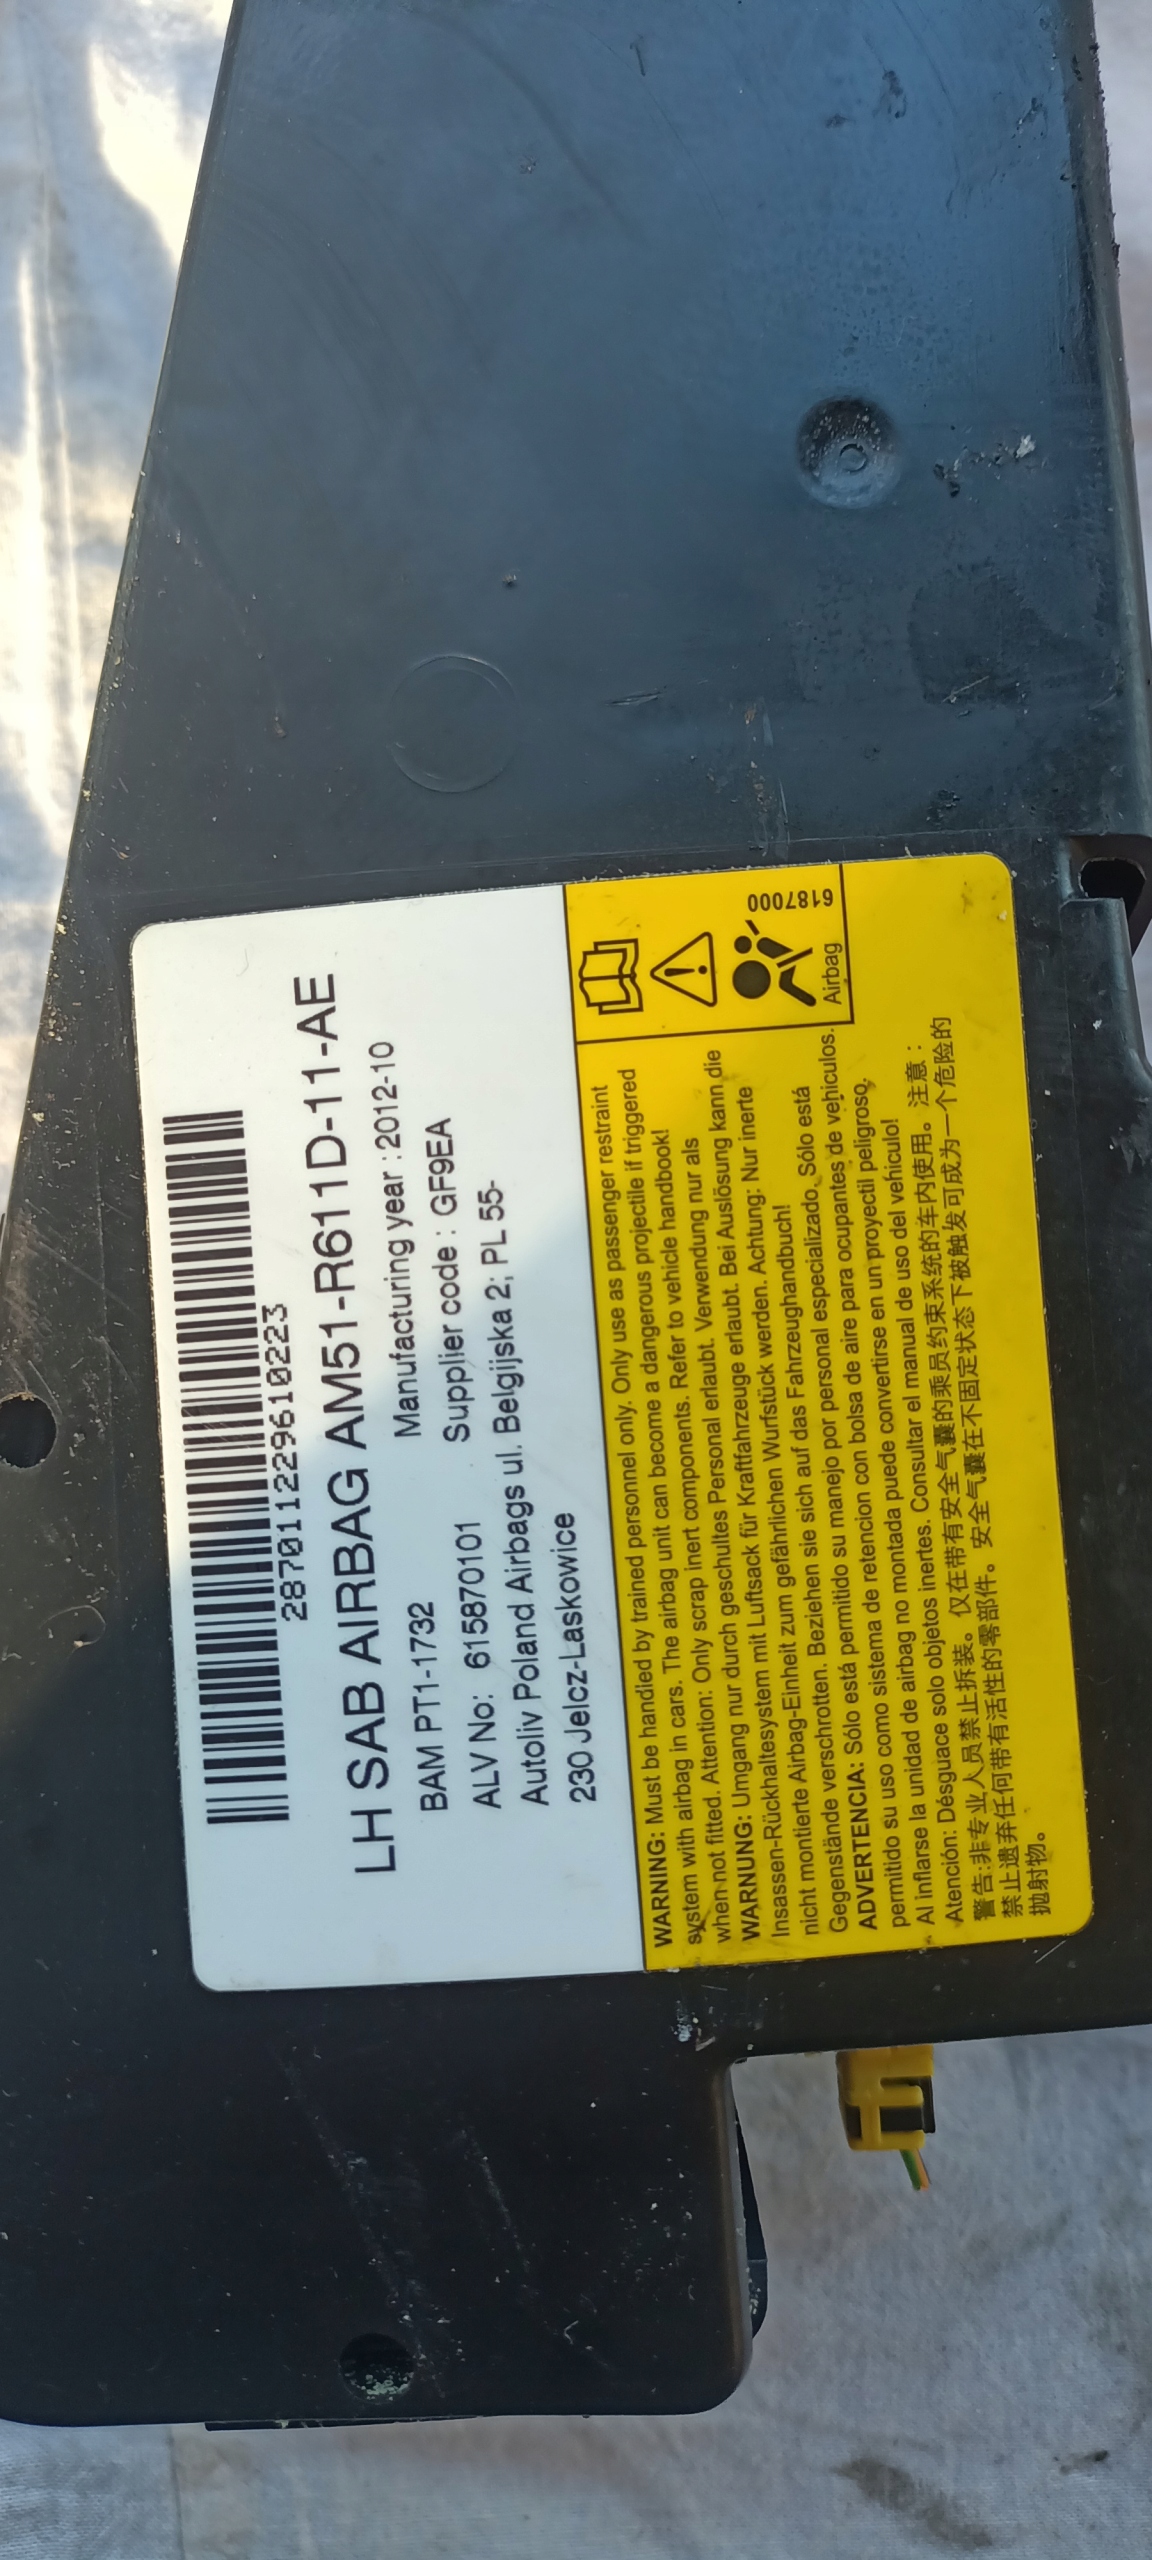 287011229610223
LH SAB AIRBAG AM51-R611D-11-AE
BAM PT1-1732 Manufacturing year :2012-10
ALV No: 615870101 Supplier code : GF9EA
Autoliv Poland Airbags ul. Belgijska 2; PL 55-
230 Jelcz-Laskowice
WARNING: Must be handled by trained personnel only. Only use as passenger restraint
system with airbag in cars. The airbag unit can become a dangerous projectile if triggered
when not fitted. Attention: Only scrap inert components. Refer to vehicle handbook!
WARNUNG: Umgang nur durch geschultes Personal erlaubt. Verwendung nur als
Insassen-Rückhaltesystem mit Luftsack für Kraftfahrzeuge erlaubt. Bei Auslösung kann die
nicht montierte Airbag-Einheit zum gefährlichen Wurfstück werden. Achtung: Nur inerte
Gegenstände verschrotten. Beziehen sie sich auf das Fahrzeughandbuch!
ADVERTENCIA: Sólo está permitido su manejo por personal especializado. Sólo está
permitido su uso como sistema de retencion con bolsa de aire para ocupantes de vehiculos.
Al inflarse la unidad de airbag no montada puede convertirse en un proyectil peligroso.
Atención: Désguace solo objetos inertes. Consultar el manual de uso del vehiculo!
警告:非专业人员禁止拆装。仅在带有安全气囊的乘员约束系统的车内使用。注意：
禁止遗弃任何带有活性的零部件。安全气囊在不固定状态下被触发可成为一个危险的
抛射物。
Airbag
6187000